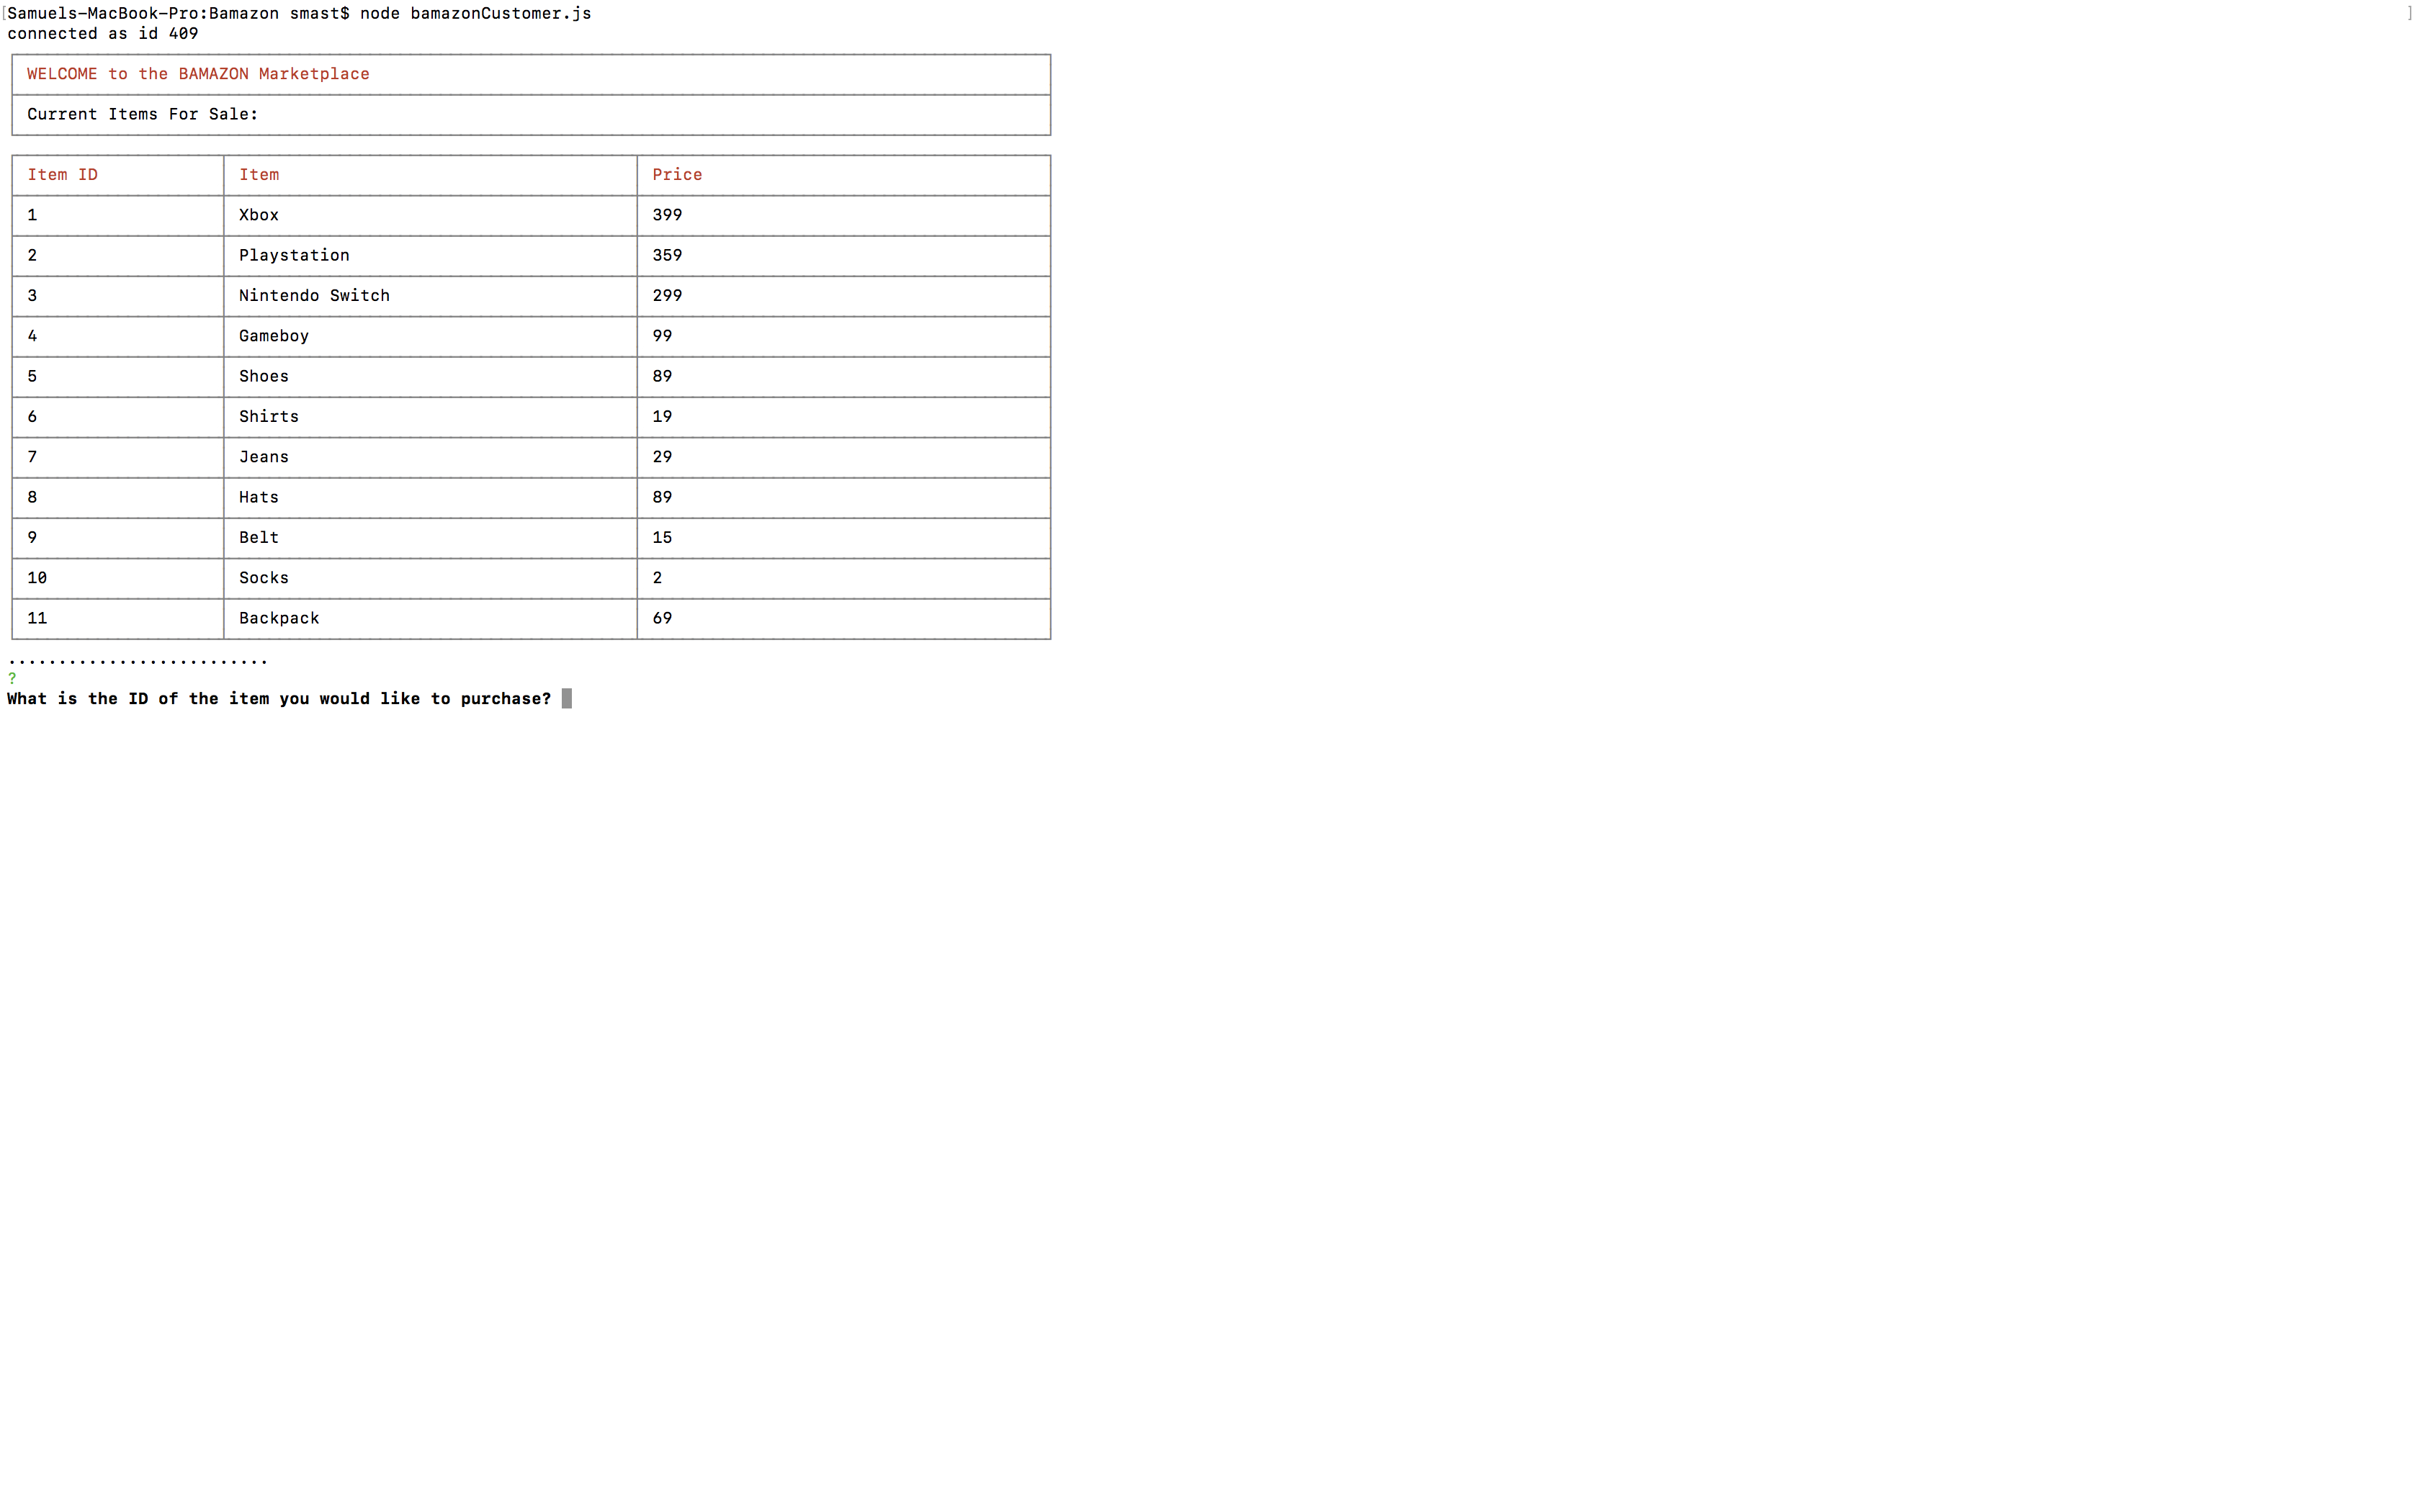 [Samuels-MacBook-Pro:Bamazon smast$ node bamazonCustomer.js ]
connected as id 409
WELCOME to the BAMAZON Marketplace
Current Items For Sale:
Item ID Item Price
1 Xbox 399
2 Playstation 359
3 Nintendo Switch 299
4 Gameboy 99
5 Shoes 89
6 Shirts 19
7 Jeans 29
8 Hats 89
9 Belt 15
10 Socks 2
11 Backpack 69
..........................
?
What is the ID of the item you would like to purchase?